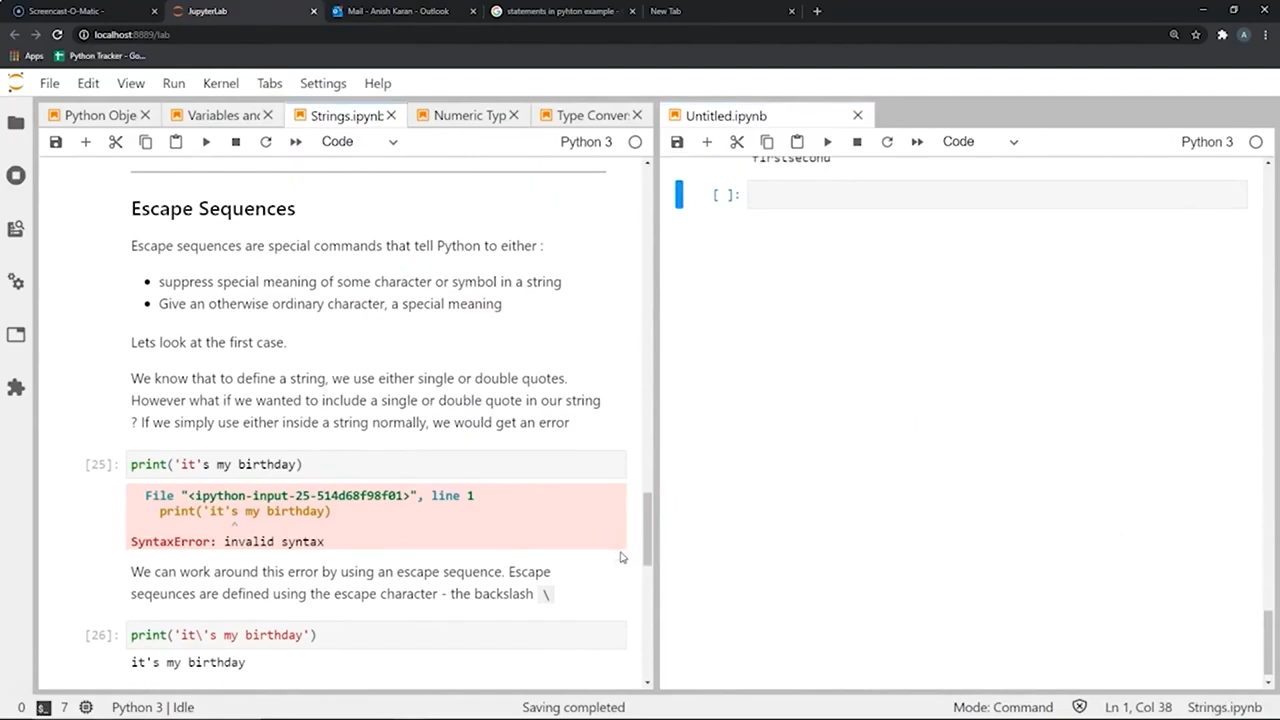 Screencast-O-Matic -
JupyterLab
Mail - Anish Karan - Outlook
statements in pyhton example -
New Tab
localhost:8889/lab
Apps
Python Tracker - Go...
File Edit View Run Kernel Tabs Settings Help
Python Obje
Variables and
Strings.ipynb
Numeric Typ
Type Conver
Untitled.ipynb
Code
Python 3
Code
Python 3
Escape Sequences
Escape sequences are special commands that tell Python to either :
suppress special meaning of some character or symbol in a string
Give an otherwise ordinary character, a special meaning
Lets look at the first case.
We know that to define a string, we use either single or double quotes.
However what if we wanted to include a single or double quote in our string
? If we simply use either inside a string normally, we would get an error
[25]: print('it's my birthday)
File "<ipython-input-25-514d68f98f01>", line 1
print('it's my birthday)
^
SyntaxError: invalid syntax
We can work around this error by using an escape sequence. Escape
seqeunces are defined using the escape character - the backslash \
[26]: print('it\'s my birthday')
it's my birthday
firstsecond
[ ]:
0
7
Python 3 | Idle
Saving completed
Mode: Command
Ln 1, Col 38
Strings.ipynb